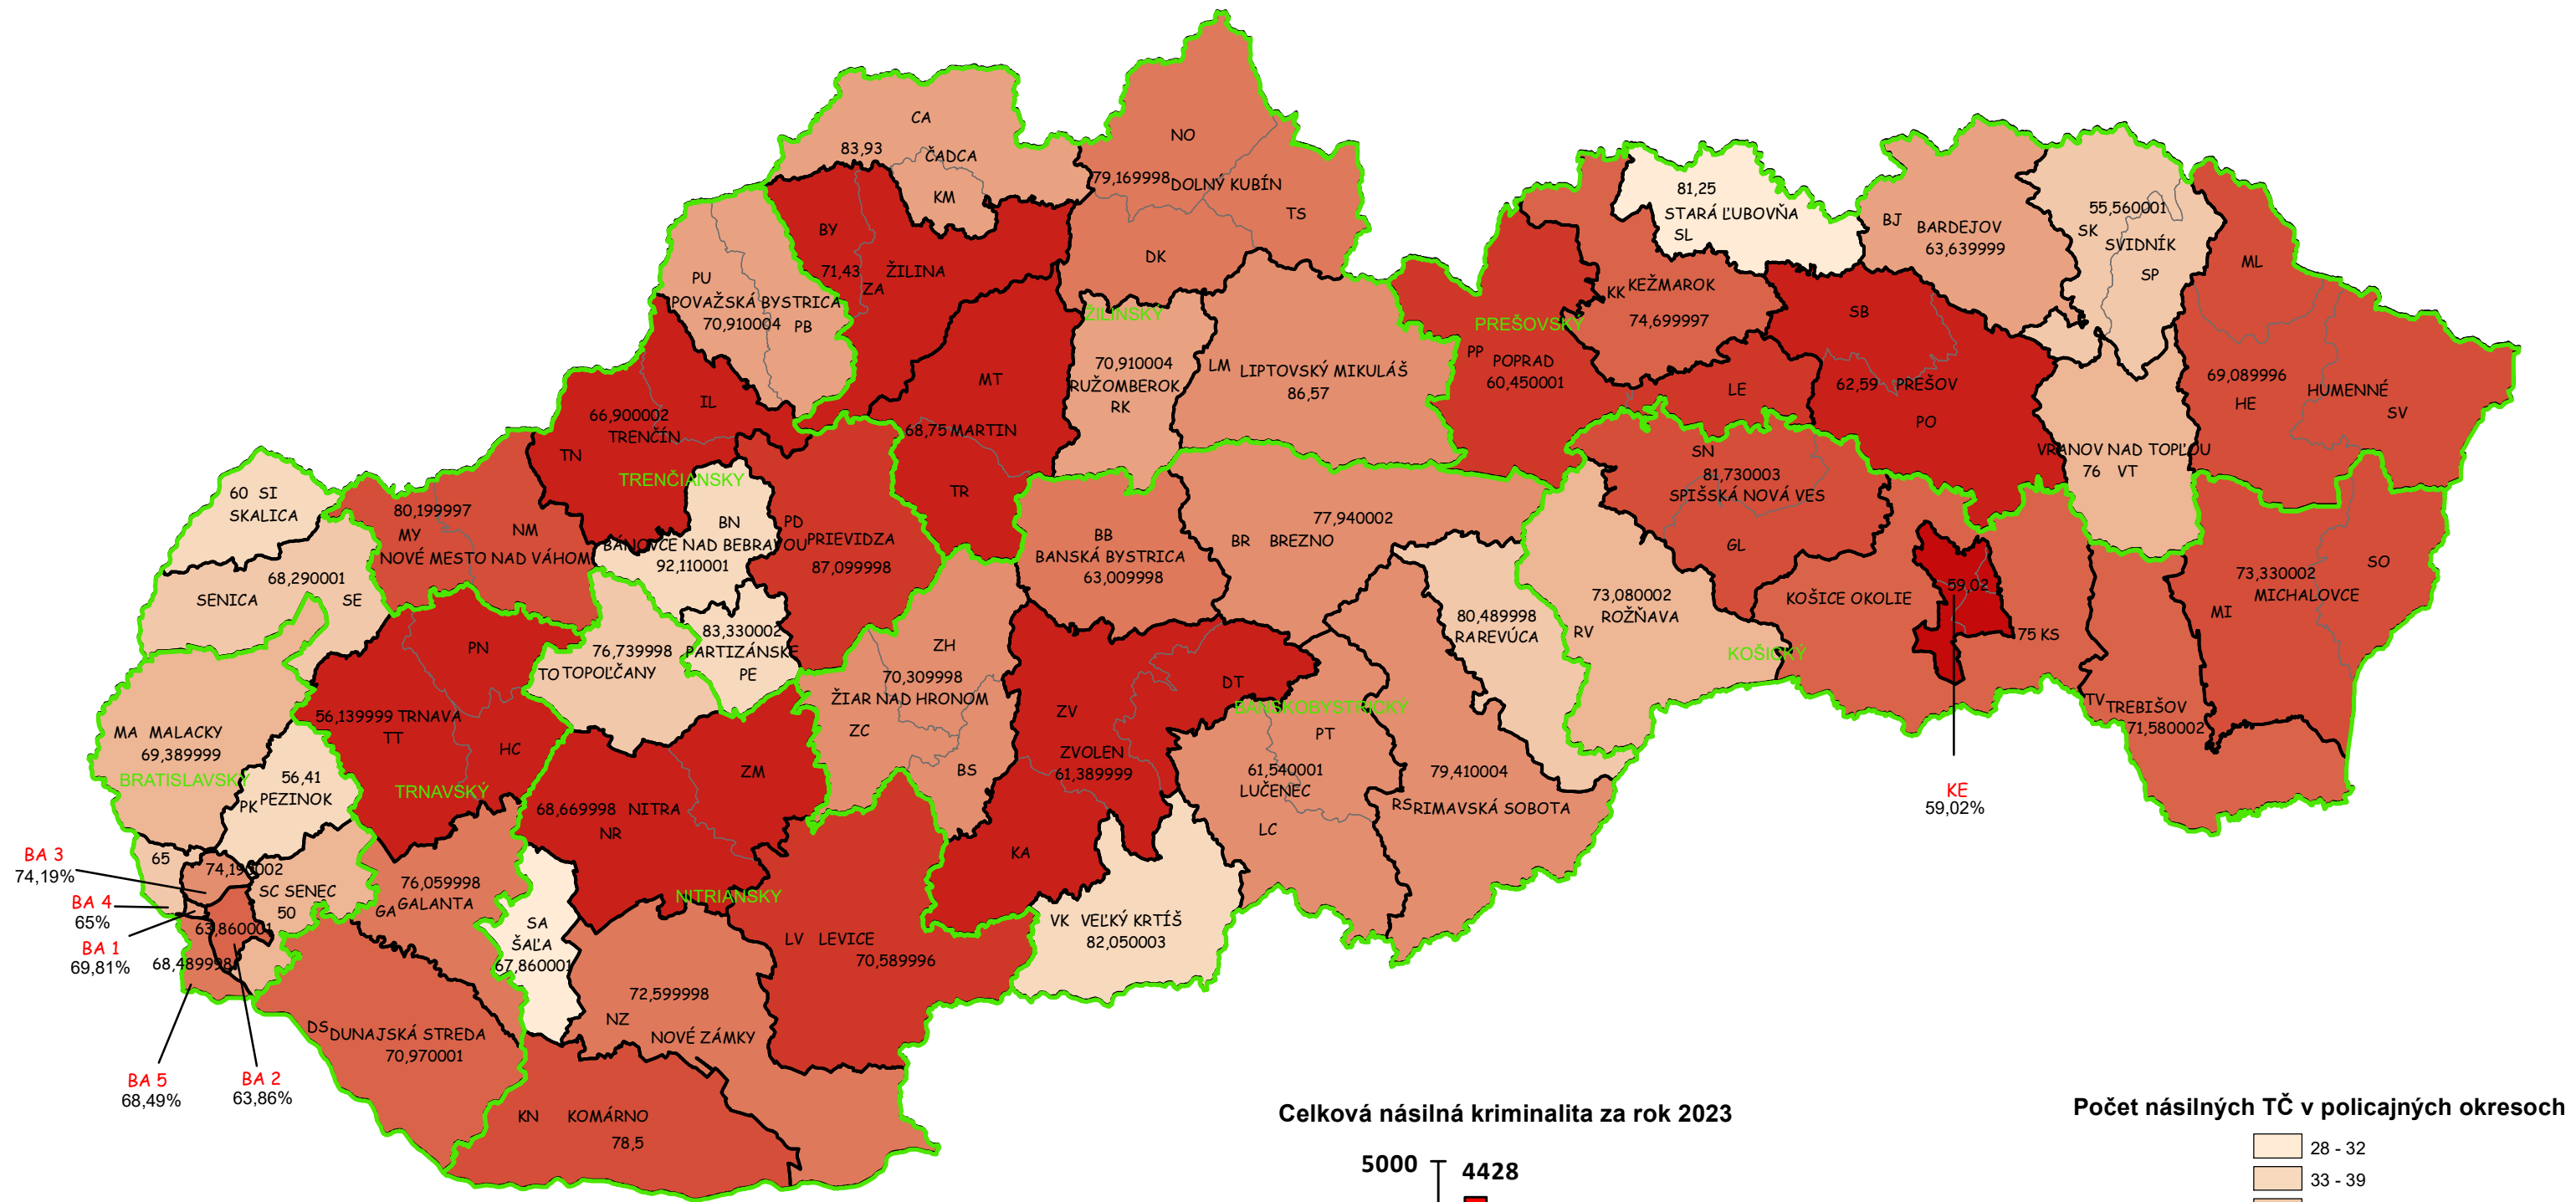 CA
83,93
ČADCA
KM
NO
79,169998
DOLNÝ KUBÍN
TS
DK
BY
71,43
ŽILINA
ZA
PU
POVAŽSKÁ BYSTRICA
70,910004
PB
ŽILINSKÝ
70,910004
RUŽOMBEROK
RK
LM LIPTOVSKÝ MIKULÁŠ
86,57
MT
68,75 MARTIN
TR
IL
66,900002
TRENČÍN
TN
TRENČIANSKY
81,25
STARÁ ĽUBOVŇA
SL
BJ
BARDEJOV
63,639999
55,560001
SK
SVIDNÍK
SP
ML
KK
KEŽMAROK
74,699997
PREŠOVSKÝ
PP
POPRAD
60,450001
LE
SB
62,59
PREŠOV
PO
69,089996
HE
HUMENNÉ
SV
VRANOV NAD TOPĽOU
76
VT
SN
81,730003
SPIŠSKÁ NOVÁ VES
GL
60 SI
SKALICA
80,199997
MY
NM
NOVÉ MESTO NAD VÁHOM
BN
BÁNOVCE NAD BEBRAVOU
92,110001
PD
PRIEVIDZA
87,099998
BB
BANSKÁ BYSTRICA
63,009998
77,940002
BR BREZNO
68,290001
SENICA
SE
PN
56,139999 TRNAVA
TT
HC
TRNAVSKÝ
76,739998
TO TOPOĽČANY
83,330002
PARTIZÁNSKE
PE
ZH
70,309998
ŽIAR NAD HRONOM
ZC
BS
DT
ZV
ZVOLEN
61,389999
KA
BANSKOBYSTRICKÝ
PT
61,540001
LUČENEC
LC
79,410004
RS RIMAVSKÁ SOBOTA
80,489998
RA REVÚCA
73,080002
ROŽŇAVA
RV
KOŠICKÝ
KOŠICE OKOLIE
59,02
75 KS
KE
59,02%
TV TREBIŠOV
71,580002
73,330002
MICHALOVCE
MI
SO
MA MALACKY
69,389999
BRATISLAVSKÝ
56,41
PK PEZINOK
65
74,190002
SC SENEC
50
63,860001
68,489998
BA 3
74,19%
BA 4
65%
BA 1
69,81%
BA 5
68,49%
BA 2
63,86%
76,059998
GA GALANTA
SA
ŠAĽA
67,860001
ZM
68,669998 NITRA
NR
NITRIANSKY
LV LEVICE
70,589996
VK VEĽKÝ KRTÍŠ
82,050003
DS DUNAJSKÁ STREDA
70,970001
72,599998
NZ
NOVÉ ZÁMKY
KN KOMÁRNO
78,5
Celková násilná kriminalita za rok 2023
5000
4428
Počet násilných TČ v policajných okresoch
28 - 32
33 - 39